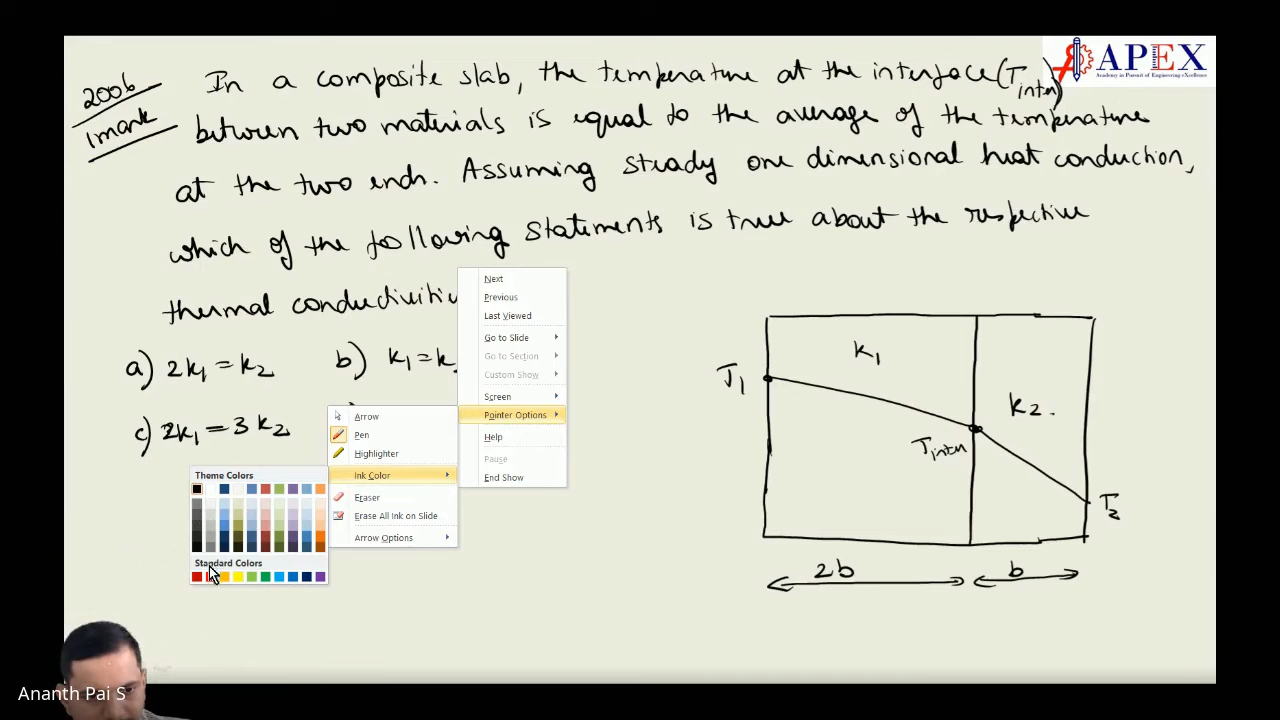 2006
1 mark
In a composite slab, the temperature at the interface (Tinter)
between two materials is equal to the average of the temperature
at the two ends. Assuming steady one dimensional heat conduction,
which of the following statements is true about the respective
thermal
a) 2k1 = k2
b) k1 =
c) 2k1 = 3 k2
APEX
Academy in Pursuit of Engineering eXcellence
Next
Previous
Last Viewed
Go to Slide
Go to Section
Custom Show
Screen
Pointer Options
Help
Pause
End Show
Arrow
Pen
Highlighter
Ink Color
Eraser
Erase All Ink on Slide
Arrow Options
Theme Colors
Standard Colors
T1
k1
k2.
Tinter
T2
2b
b
Ananth Pai S